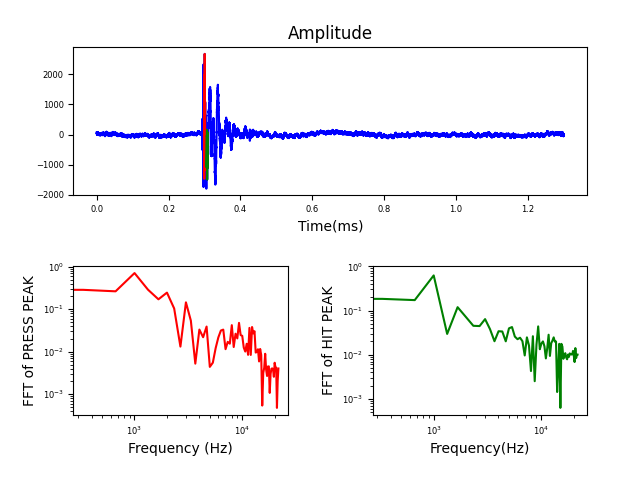 Amplitude
2000
1000
0
−1000
−2000
0.0 0.2 0.4 0.6 0.8 1.0 1.2
Time(ms)
FFT of PRESS PEAK
10⁰
10⁻¹
10⁻²
10⁻³
10³ 10⁴
Frequency (Hz)
FFT of HIT PEAK
10⁰
10⁻¹
10⁻²
10⁻³
10³ 10⁴
Frequency(Hz)